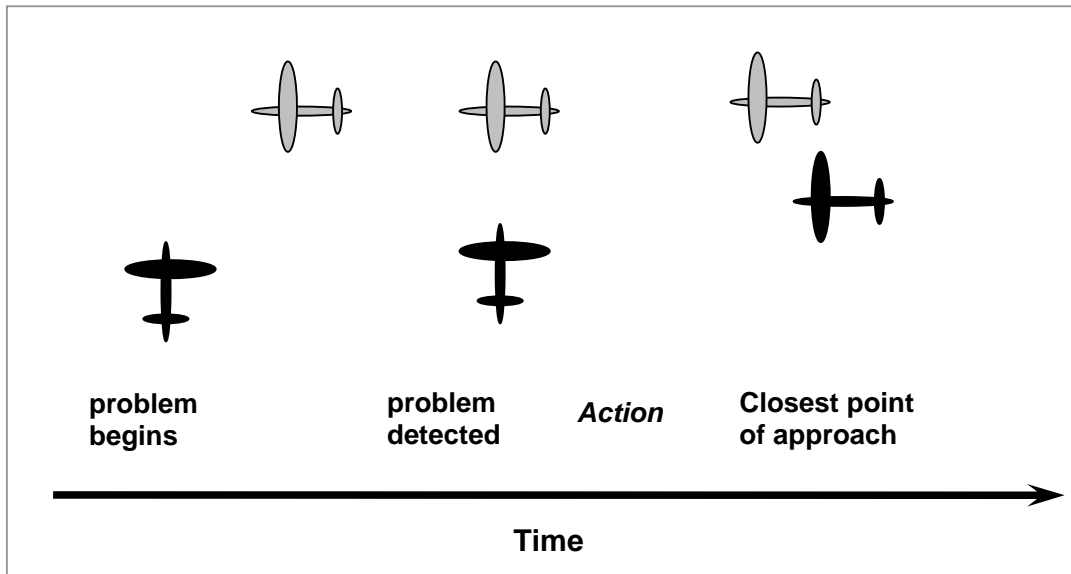 problem
begins
problem
detected
Action
Closest point
of approach
Time